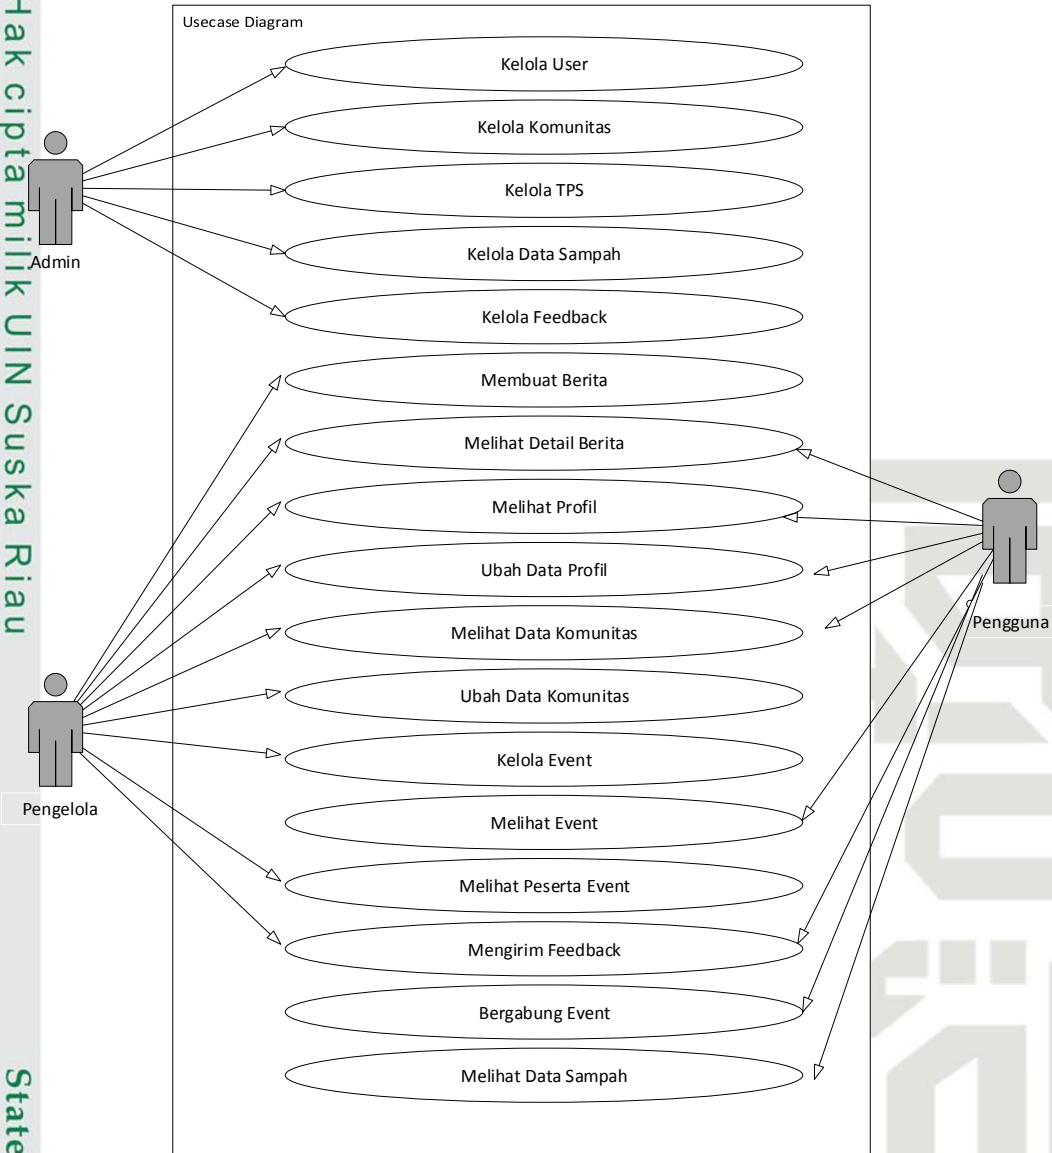 Usecase Diagram
Kelola User
Kelola Komunitas
Kelola TPS
Kelola Data Sampah
Kelola Feedback
Membuat Berita
Melihat Detail Berita
Melihat Profil
Ubah Data Profil
Melihat Data Komunitas
Ubah Data Komunitas
Kelola Event
Melihat Event
Melihat Peserta Event
Mengirim Feedback
Bergabung Event
Melihat Data Sampah
Admin
Pengelola
Pengguna
Hak cipta milik UIN Suska Riau
State